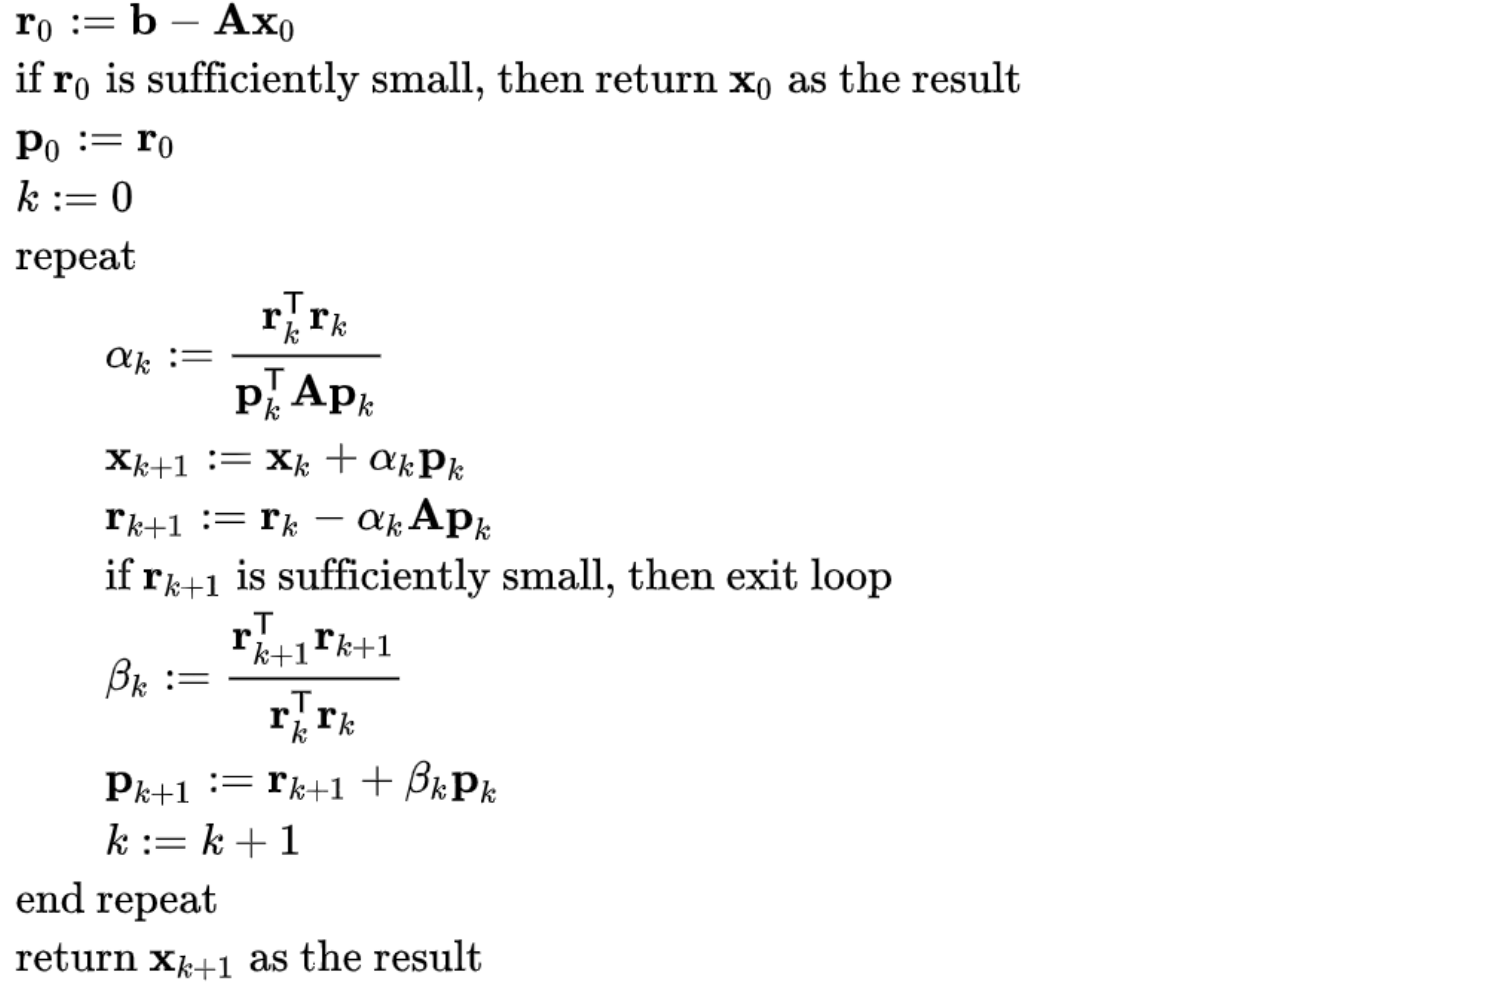 r₀ := b − Ax₀
if r₀ is sufficiently small, then return x₀ as the result
p₀ := r₀
k := 0
repeat
αₖ := rₖᵀrₖ / pₖᵀApₖ
xₖ₊₁ := xₖ + αₖpₖ
rₖ₊₁ := rₖ − αₖApₖ
if rₖ₊₁ is sufficiently small, then exit loop
βₖ := rₖ₊₁ᵀrₖ₊₁ / rₖᵀrₖ
pₖ₊₁ := rₖ₊₁ + βₖpₖ
k := k + 1
end repeat
return xₖ₊₁ as the result